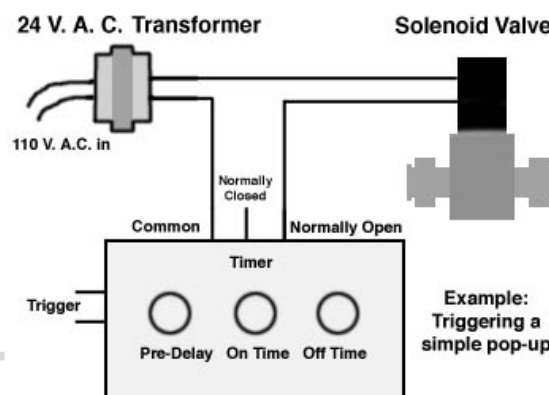 24 V. A. C. Transformer
Solenoid Valve
110 V. A.C. in
Normally
Closed
Common
Normally Open
Timer
Trigger
Pre-Delay
On Time
Off Time
Example:
Triggering a
simple pop-up